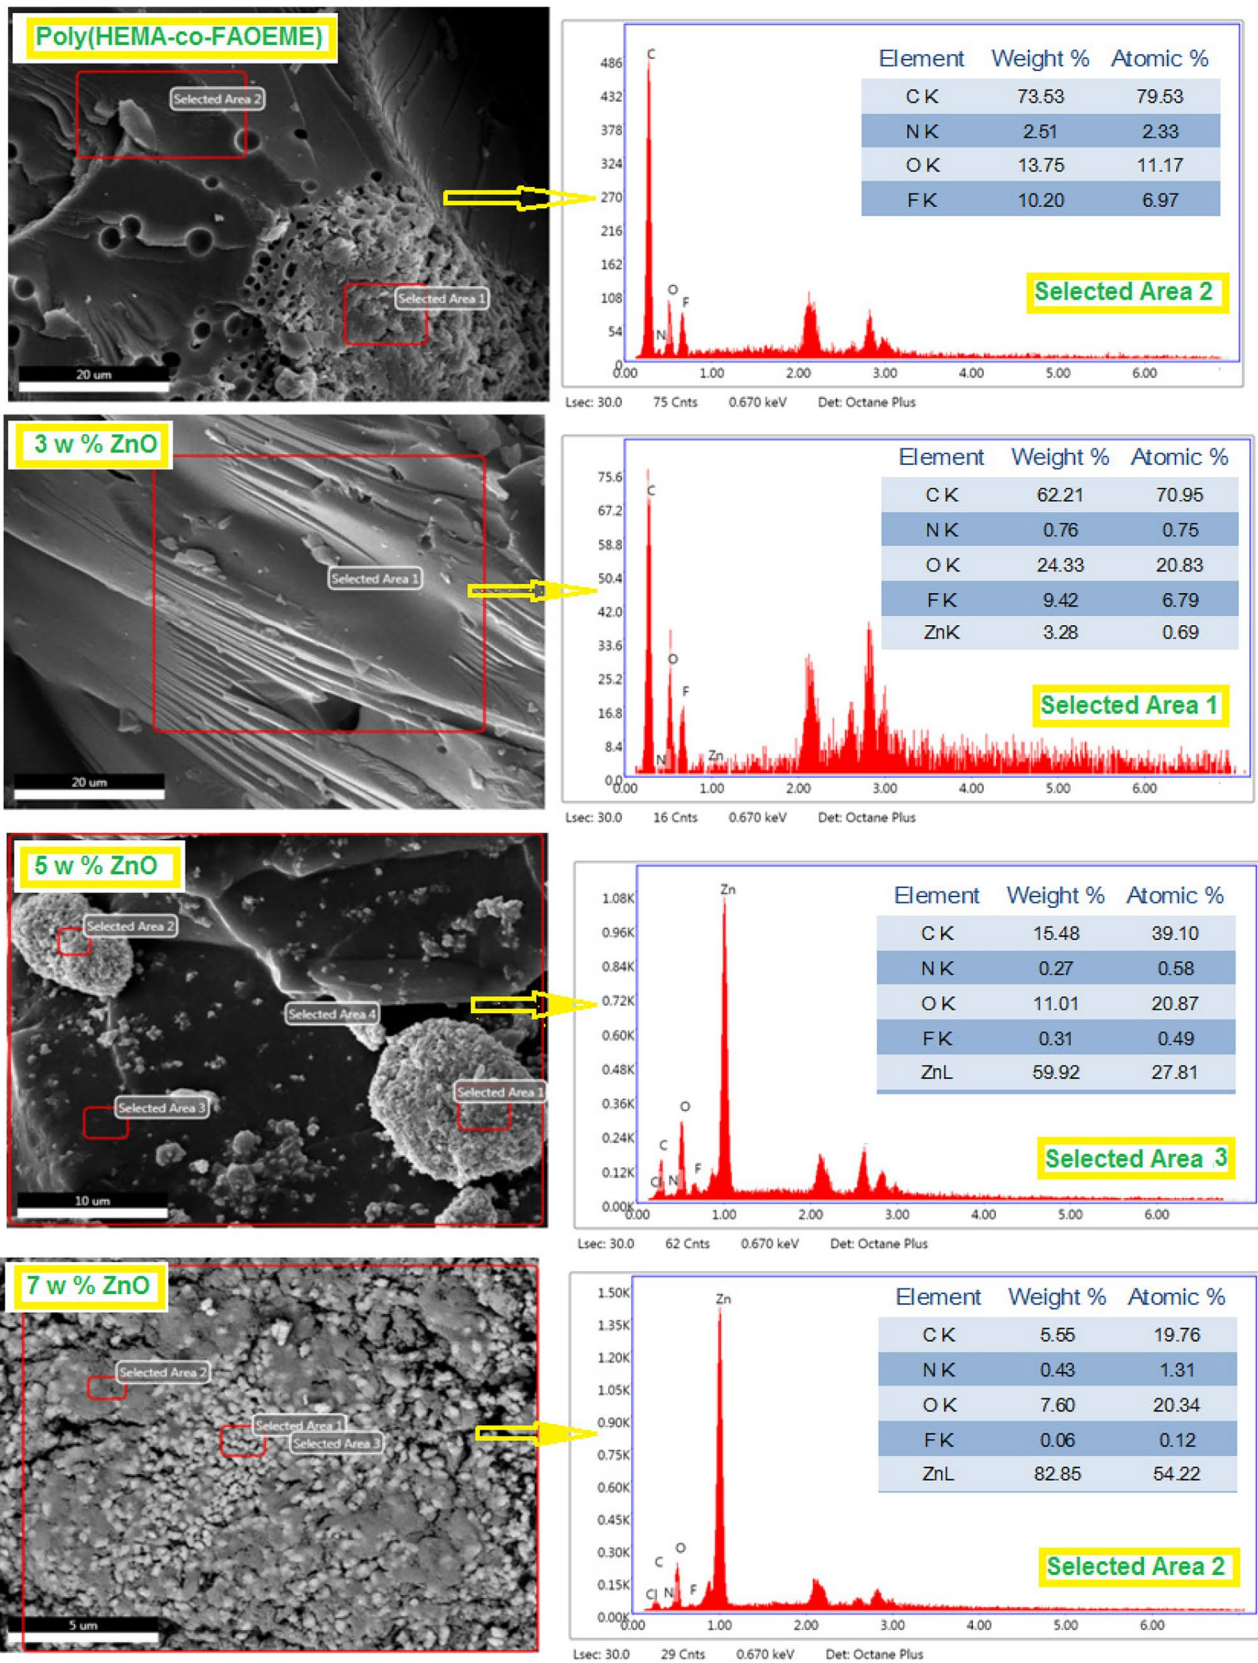 Poly(HEMA-co-FAOEME)
Selected Area 2
Selected Area 1
20 um
C
O
F
N
486
432
378
324
270
216
162
108
54
0
0.00 1.00 2.00 3.00 4.00 5.00 6.00
Lsec: 30.0 75 Cnts 0.670 keV Det: Octane Plus
Element Weight % Atomic %
C K 73.53 79.53
N K 2.51 2.33
O K 13.75 11.17
F K 10.20 6.97
Selected Area 2
3 w % ZnO
Selected Area 1
20 um
C
O
F
N
Zn
75.6
67.2
58.8
50.4
42.0
33.6
25.2
16.8
8.4
0.0
0.00 1.00 2.00 3.00 4.00 5.00 6.00
Lsec: 30.0 16 Cnts 0.670 keV Det: Octane Plus
Element Weight % Atomic %
C K 62.21 70.95
N K 0.76 0.75
O K 24.33 20.83
F K 9.42 6.79
ZnK 3.28 0.69
Selected Area 1
5 w % ZnO
Selected Area 2
Selected Area 4
Selected Area 1
Selected Area 3
10 um
Zn
O
C
F
Cl
N
1.08K
0.96K
0.84K
0.72K
0.60K
0.48K
0.36K
0.24K
0.12K
0.00K
0.00 1.00 2.00 3.00 4.00 5.00 6.00
Lsec: 30.0 62 Cnts 0.670 keV Det: Octane Plus
Element Weight % Atomic %
C K 15.48 39.10
N K 0.27 0.58
O K 11.01 20.87
F K 0.31 0.49
ZnL 59.92 27.81
Selected Area 3
7 w % ZnO
Selected Area 2
Selected Area 1
Selected Area 3
5 um
Zn
O
C
Cl
N
F
1.50K
1.35K
1.20K
1.05K
0.90K
0.75K
0.60K
0.45K
0.30K
0.15K
0.00K
0.00 1.00 2.00 3.00 4.00 5.00 6.00
Lsec: 30.0 29 Cnts 0.670 keV Det: Octane Plus
Element Weight % Atomic %
C K 5.55 19.76
N K 0.43 1.31
O K 7.60 20.34
F K 0.06 0.12
ZnL 82.85 54.22
Selected Area 2